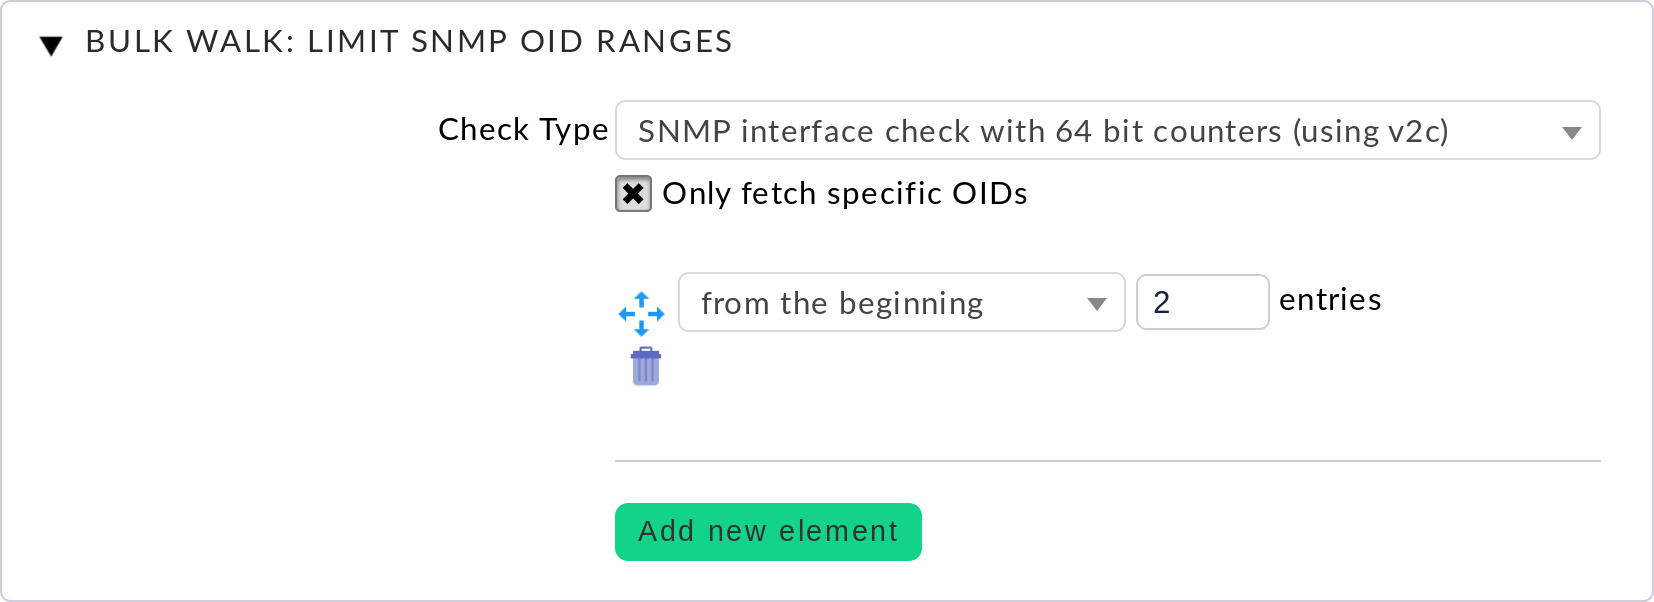 BULK WALK: LIMIT SNMP OID RANGES
Check Type SNMP interface check with 64 bit counters (using v2c)
Only fetch specific OIDs
from the beginning 2 entries
Add new element